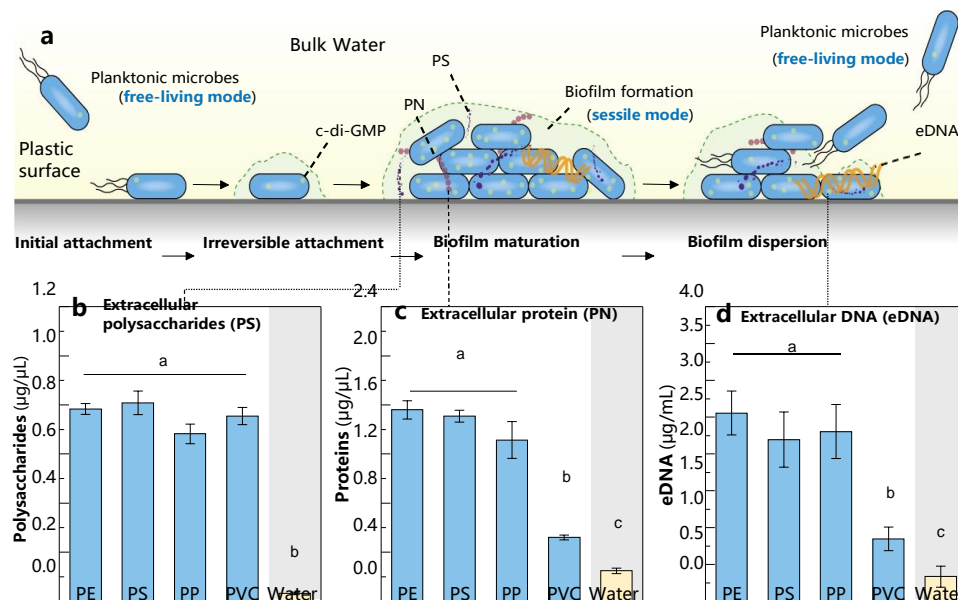 a
Bulk Water
Planktonic microbes
(free-living mode)
Plastic
surface
c-di-GMP
PS
PN
Biofilm formation
(sessile mode)
Planktonic microbes
(free-living mode)
eDNA
Initial attachment
Irreversible attachment
Biofilm maturation
Biofilm dispersion
b
Extracellular
polysaccharides (PS)
Polysaccharides (μg/μL)
1.2
1.0
0.8
0.6
0.4
0.2
0.0
a
b
PE PS PP PVC Water
c
Extracellular protein (PN)
Proteins (μg/μL)
2.4
2.0
1.6
1.2
0.8
0.4
0.0
a
b
c
PE PS PP PVC Water
d
Extracellular DNA (eDNA)
eDNA (μg/mL)
4.0
3.5
3.0
2.5
2.0
1.5
1.0
0.5
0.0
a
b
c
PE PS PP PVC Water